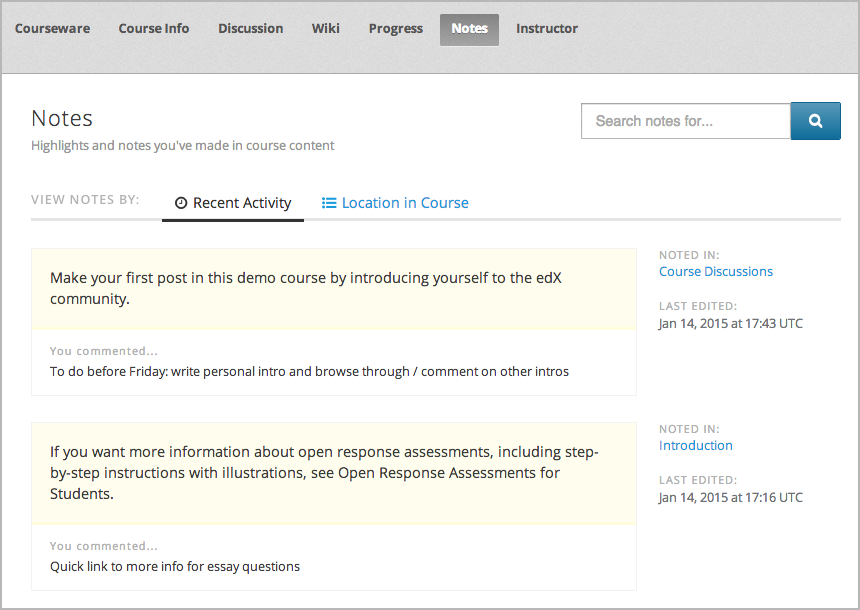 Courseware Course Info Discussion Wiki Progress Notes Instructor
Notes
Search notes for...
Highlights and notes you've made in course content
VIEW NOTES BY: Recent Activity Location in Course
Make your first post in this demo course by introducing yourself to the edX
community.
You commented...
To do before Friday: write personal intro and browse through / comment on other intros
NOTED IN:
Course Discussions
LAST EDITED:
Jan 14, 2015 at 17:43 UTC
If you want more information about open response assessments, including step-
by-step instructions with illustrations, see Open Response Assessments for
Students.
You commented...
Quick link to more info for essay questions
NOTED IN:
Introduction
LAST EDITED:
Jan 14, 2015 at 17:16 UTC